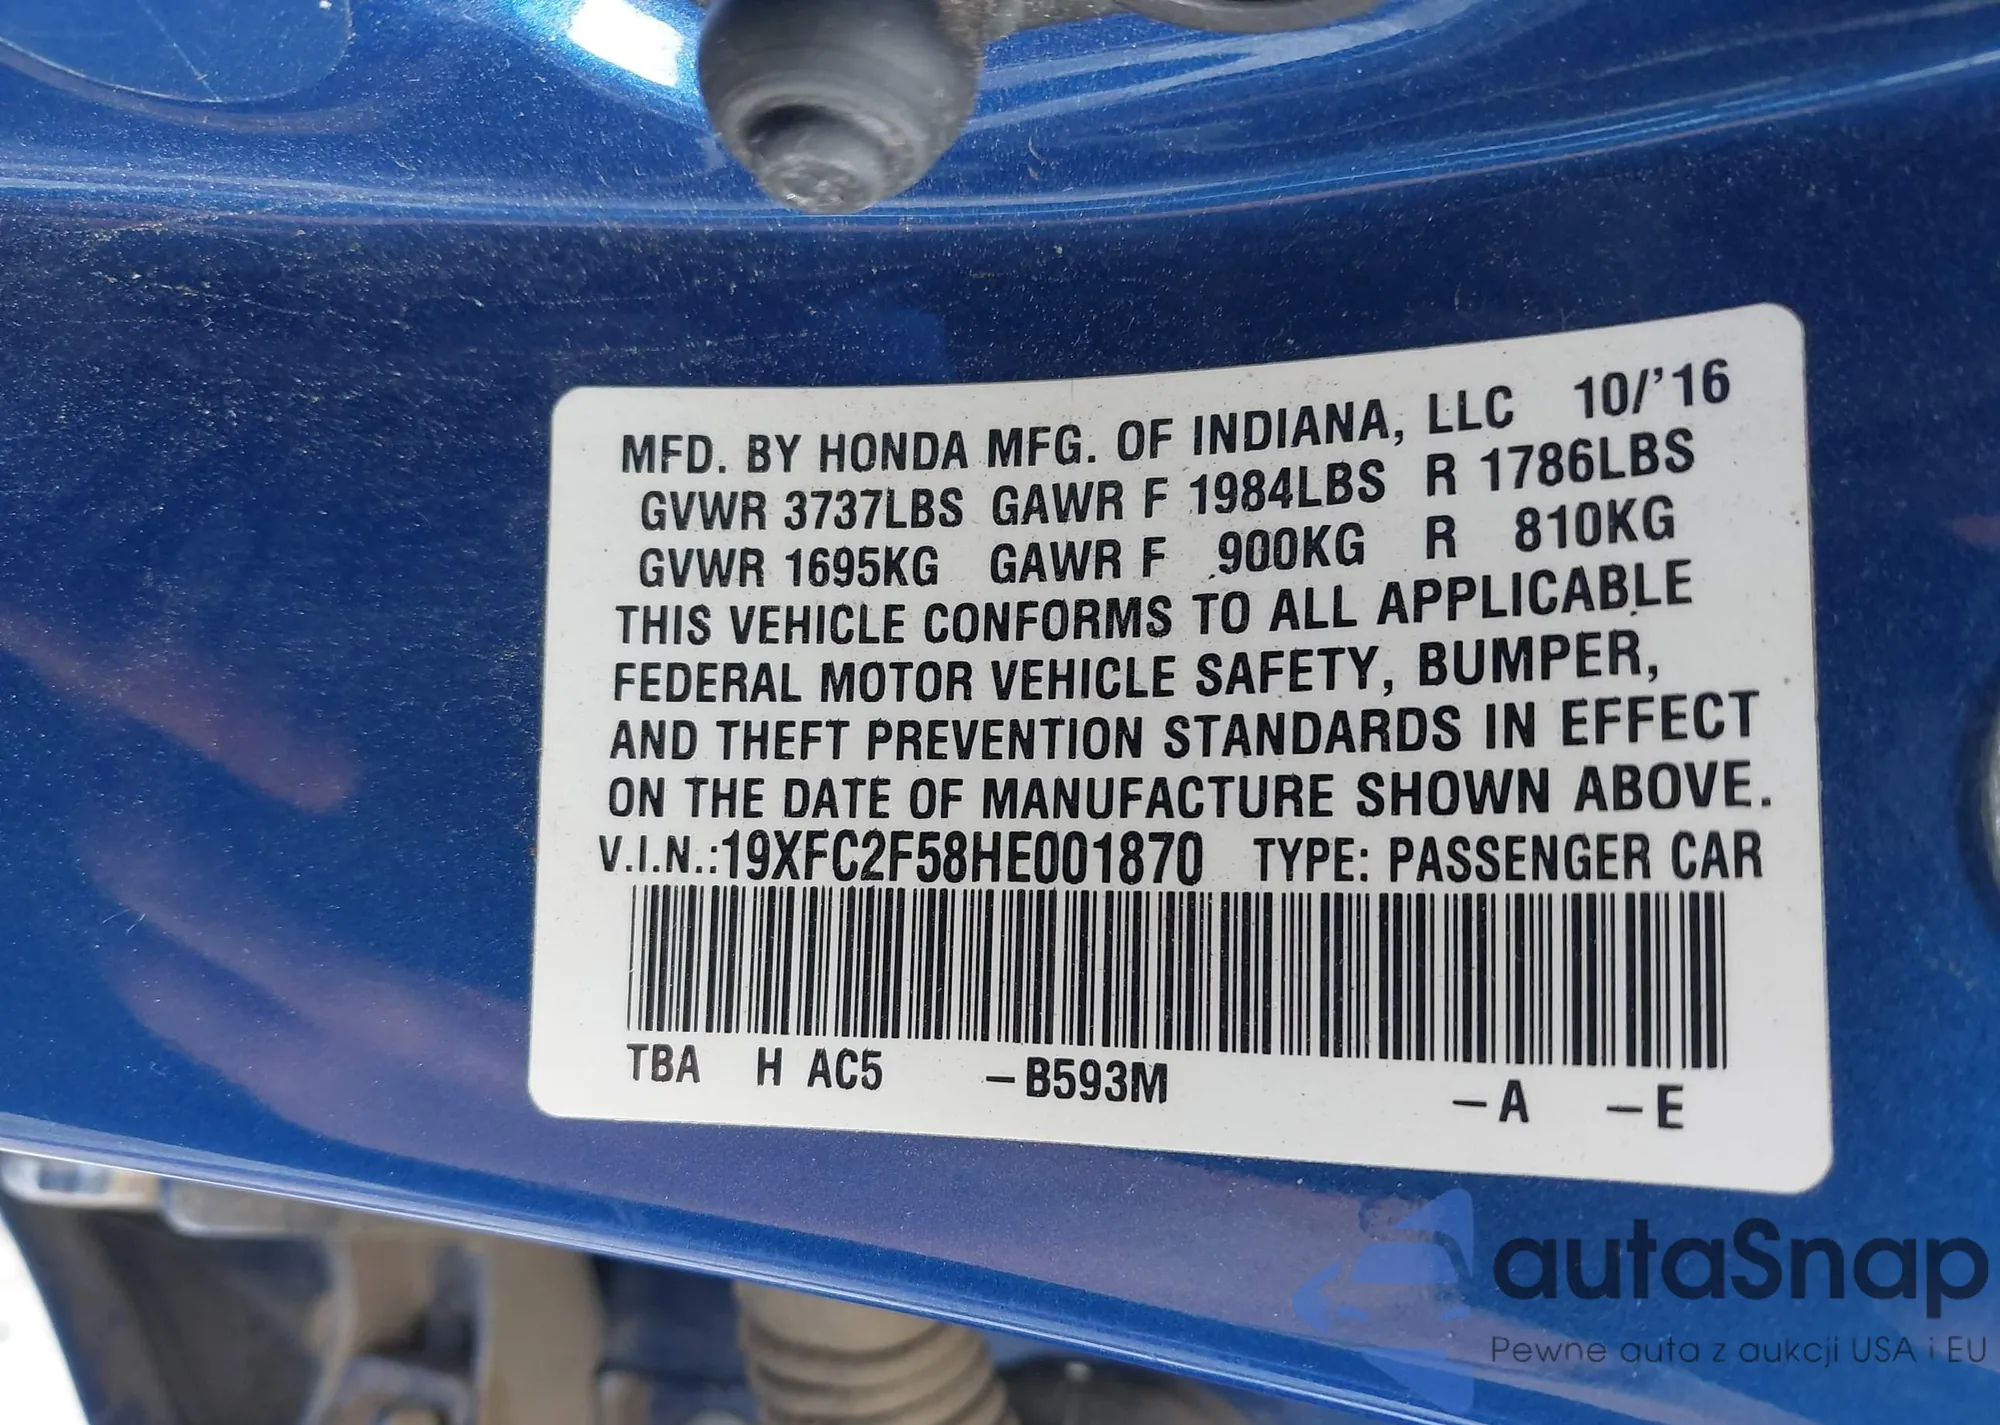 MFD. BY HONDA MFG. OF INDIANA, LLC 10/'16
GVWR 3737LBS GAWR F 1984LBS R 1786LBS
GVWR 1695KG GAWR F 900KG R 810KG
THIS VEHICLE CONFORMS TO ALL APPLICABLE
FEDERAL MOTOR VEHICLE SAFETY, BUMPER,
AND THEFT PREVENTION STANDARDS IN EFFECT
ON THE DATE OF MANUFACTURE SHOWN ABOVE.
V.I.N.:19XFC2F58HE001870 TYPE: PASSENGER CAR
TBA H AC5 -B593M -A -E
autaSnap
Pewne auta z aukcji USA i EU